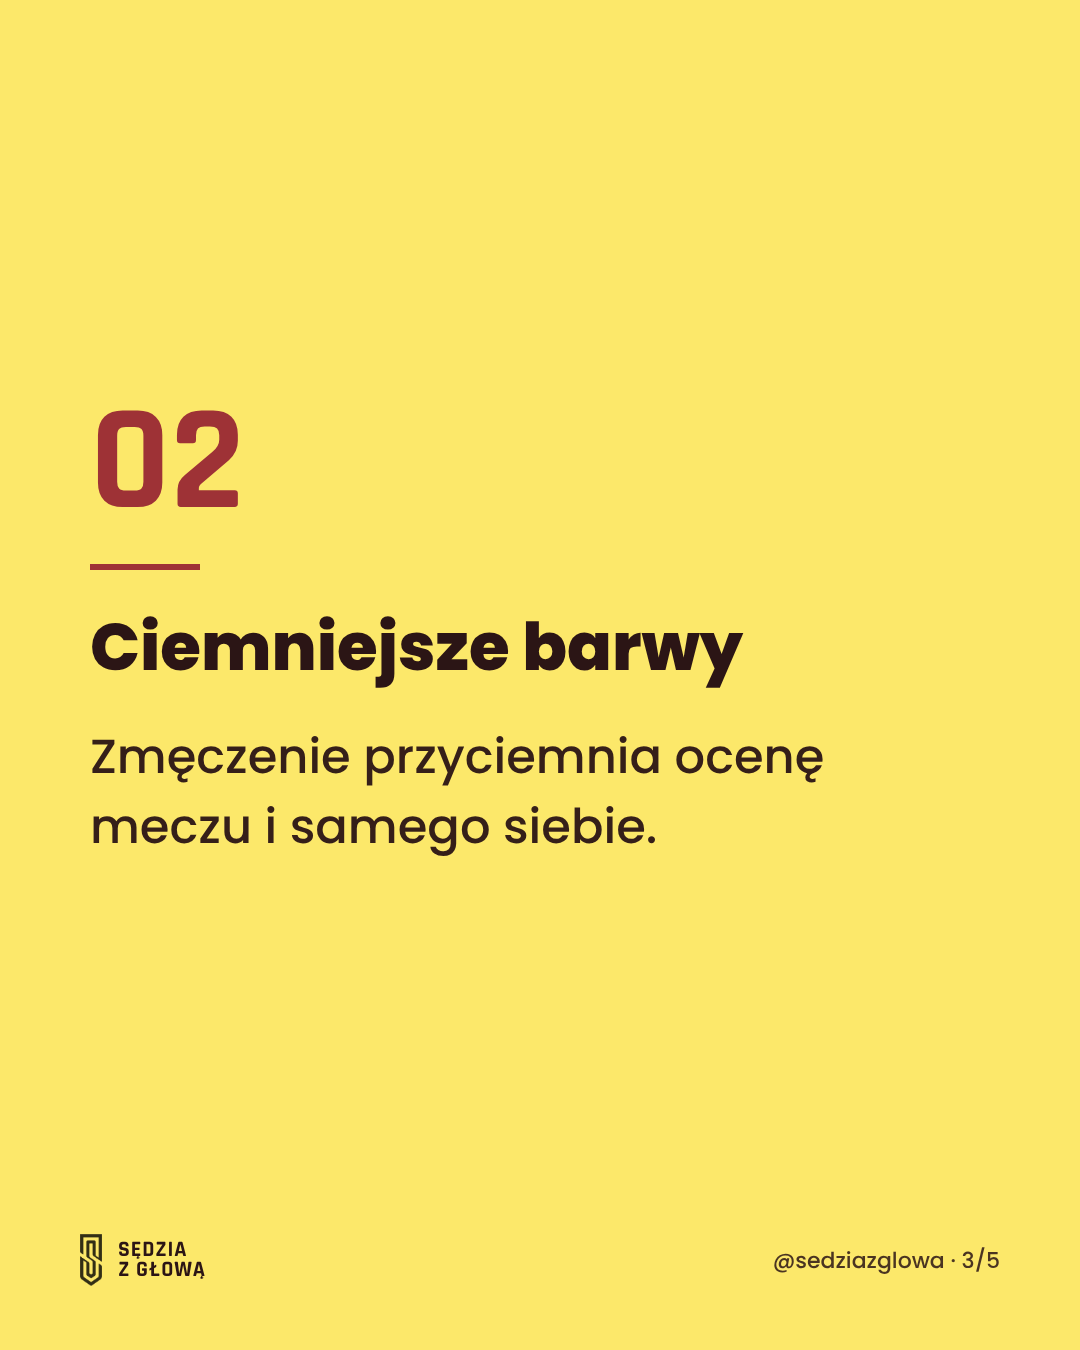 02
Ciemniejsze barwy
Zmęczenie przyciemnia ocenę
meczu i samego siebie.
SĘDZIA
Z GŁOWĄ
@sedziazglowa · 3/5